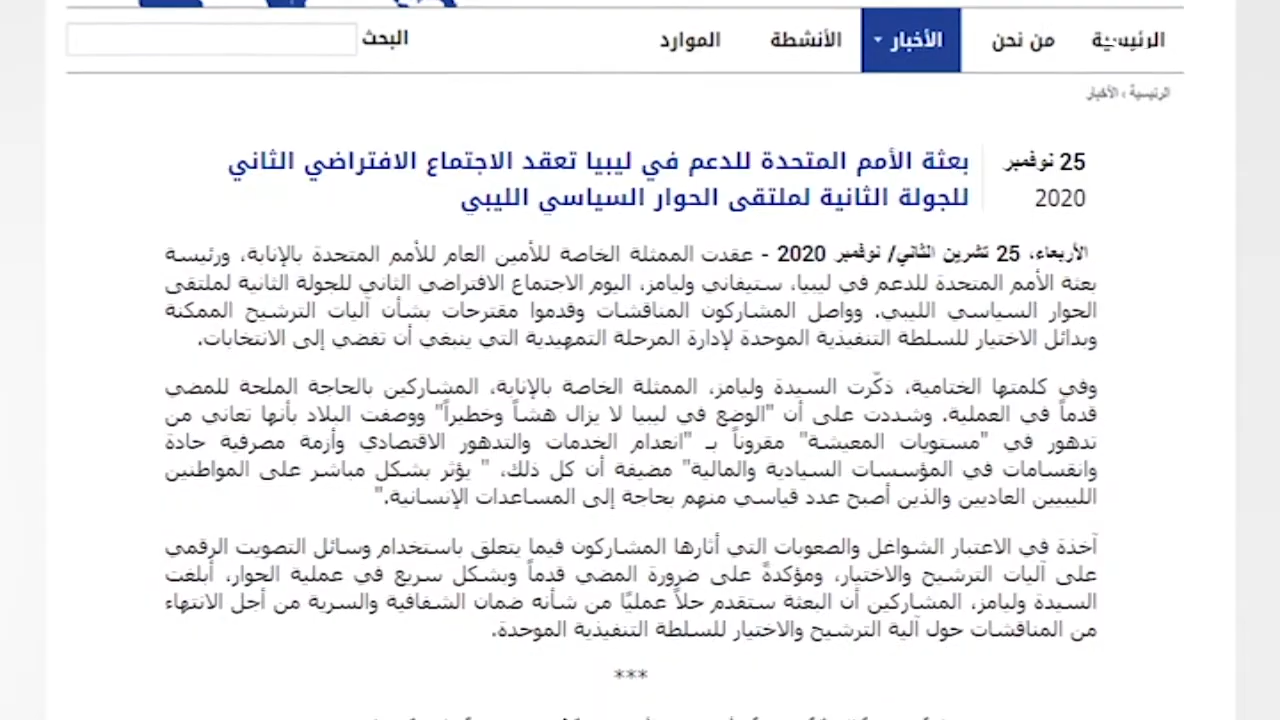 الرئيسية من نحن الأخبار الأنشطة الموارد البحث
الرئيسية › الأخبار
25 نوفمبر
2020
بعثة الأمم المتحدة للدعم في ليبيا تعقد الاجتماع الافتراضي الثاني
للجولة الثانية لملتقى الحوار السياسي الليبي
الأربعاء، 25 تشرين الثاني/ نوفمبر 2020 - عقدت الممثلة الخاصة للأمين العام للأمم المتحدة بالإنابة، ورئيسة
بعثة الأمم المتحدة للدعم في ليبيا، ستيفاني وليامز، اليوم الاجتماع الافتراضي الثاني للجولة الثانية لملتقى
الحوار السياسي الليبي. وواصل المشاركون المناقشات وقدموا مقترحات بشأن آليات الترشيح الممكنة
وبدائل الاختيار للسلطة التنفيذية الموحدة لإدارة المرحلة التمهيدية التي ينبغي أن تفضي إلى الانتخابات.
وفي كلمتها الختامية، ذكّرت السيدة وليامز، الممثلة الخاصة بالإنابة، المشاركين بالحاجة الملحة للمضي
قدماً في العملية. وشددت على أن "الوضع في ليبيا لا يزال هشاً وخطيراً" ووصفت البلاد بأنها تعاني من
تدهور في "مستويات المعيشة" مقروناً بـ "انعدام الخدمات والتدهور الاقتصادي وأزمة مصرفية حادة
وانقسامات في المؤسسات السيادية والمالية" مضيفة أن كل ذلك، " يؤثر بشكل مباشر على المواطنين
الليبيين العاديين والذين أصبح عدد قياسي منهم بحاجة إلى المساعدات الإنسانية."
آخذة في الاعتبار الشواغل والصعوبات التي أثارها المشاركون فيما يتعلق باستخدام وسائل التصويت الرقمي
على آليات الترشيح والاختيار، ومؤكدةً على ضرورة المضي قدماً وبشكل سريع في عملية الحوار، أبلغت
السيدة وليامز، المشاركين أن البعثة ستقدم حلاً عمليًا من شأنه ضمان الشفافية والسرية من أجل الانتهاء
من المناقشات حول آلية الترشيح والاختيار للسلطة التنفيذية الموحدة.
***